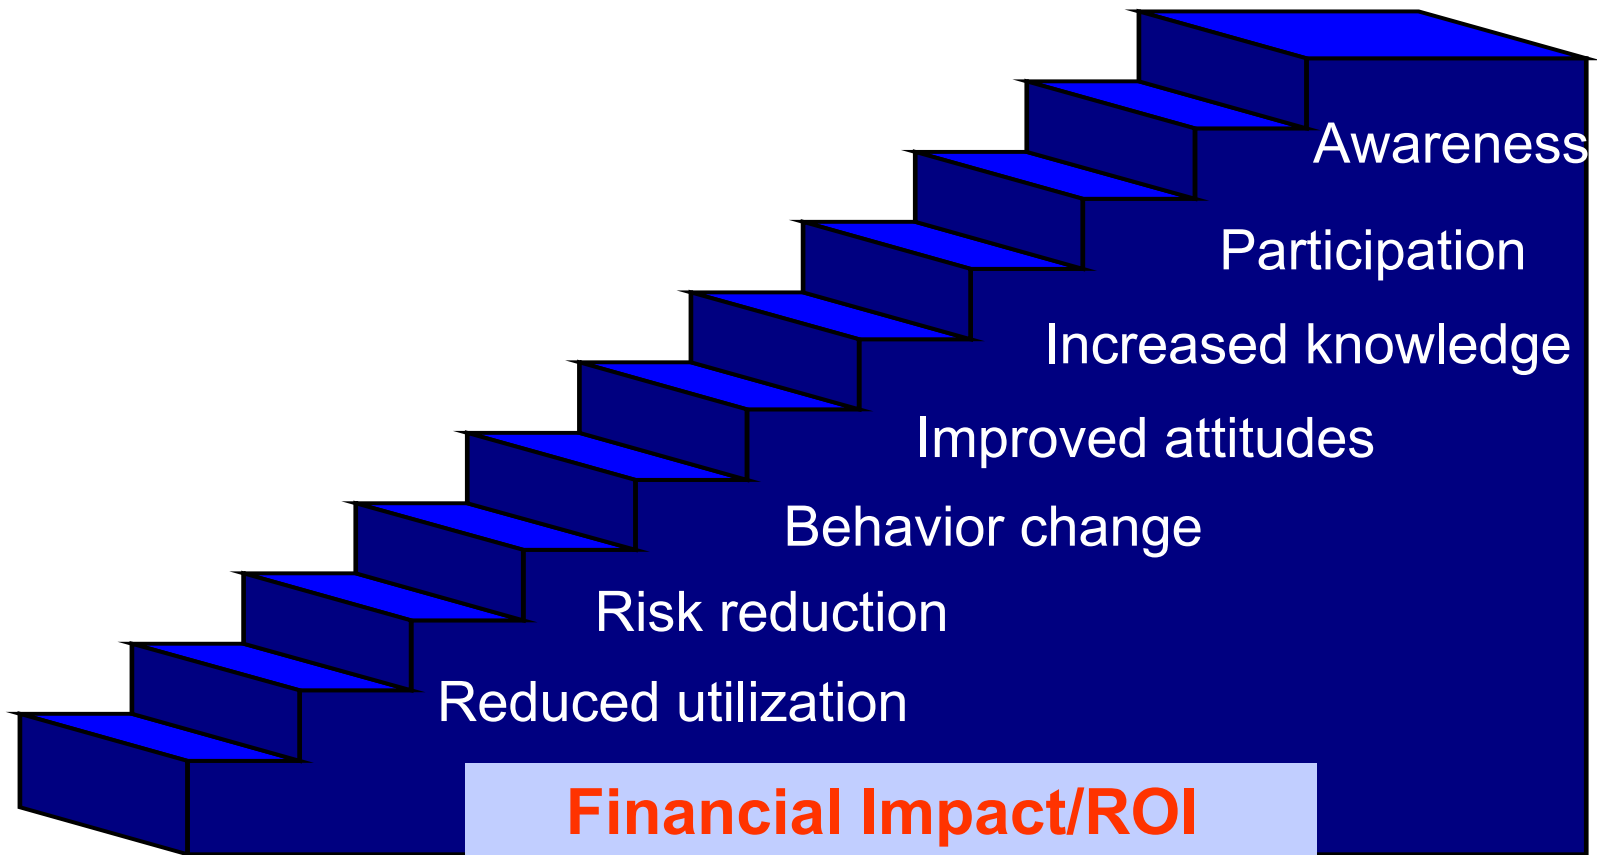 Awareness
Participation
Increased knowledge
Improved attitudes
Behavior change
Risk reduction
Reduced utilization
Financial Impact/ROI